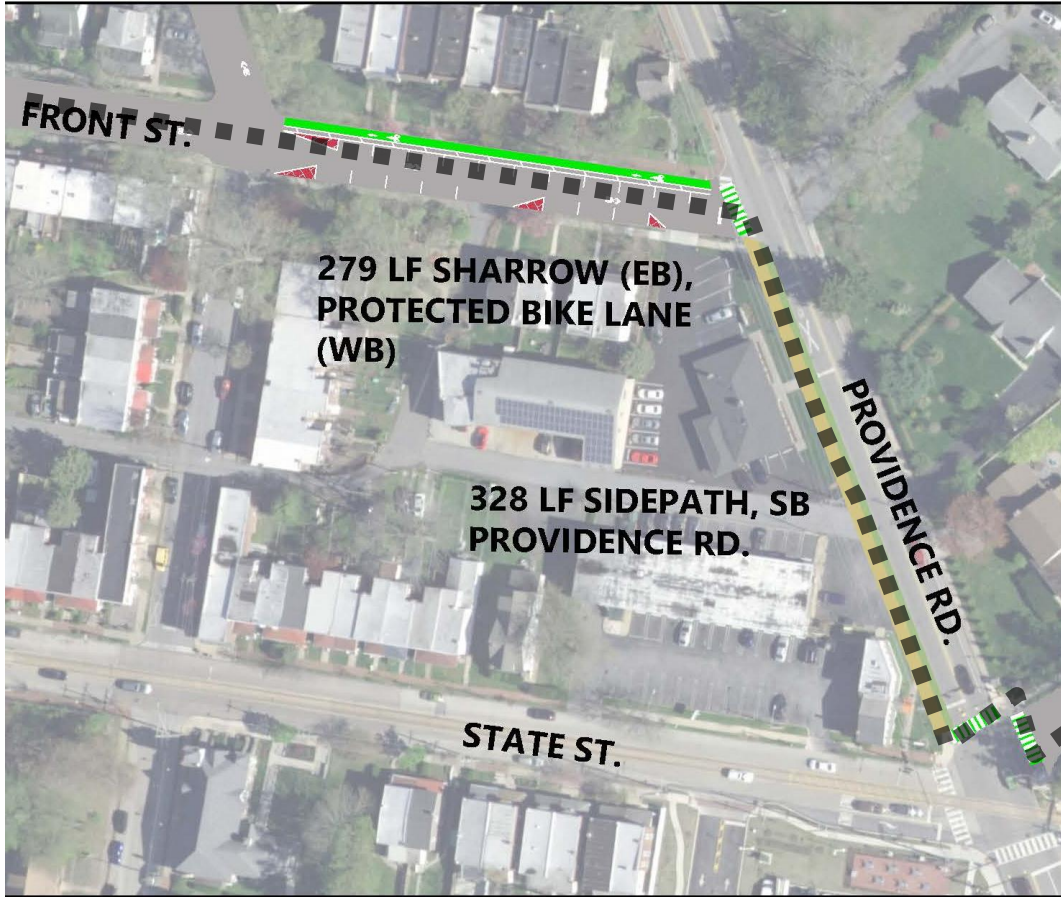 FRONT ST.
279 LF SHARROW (EB),
PROTECTED BIKE LANE
(WB)
PROVIDENCE RD.
328 LF SIDEPATH, SB
PROVIDENCE RD.
STATE ST.